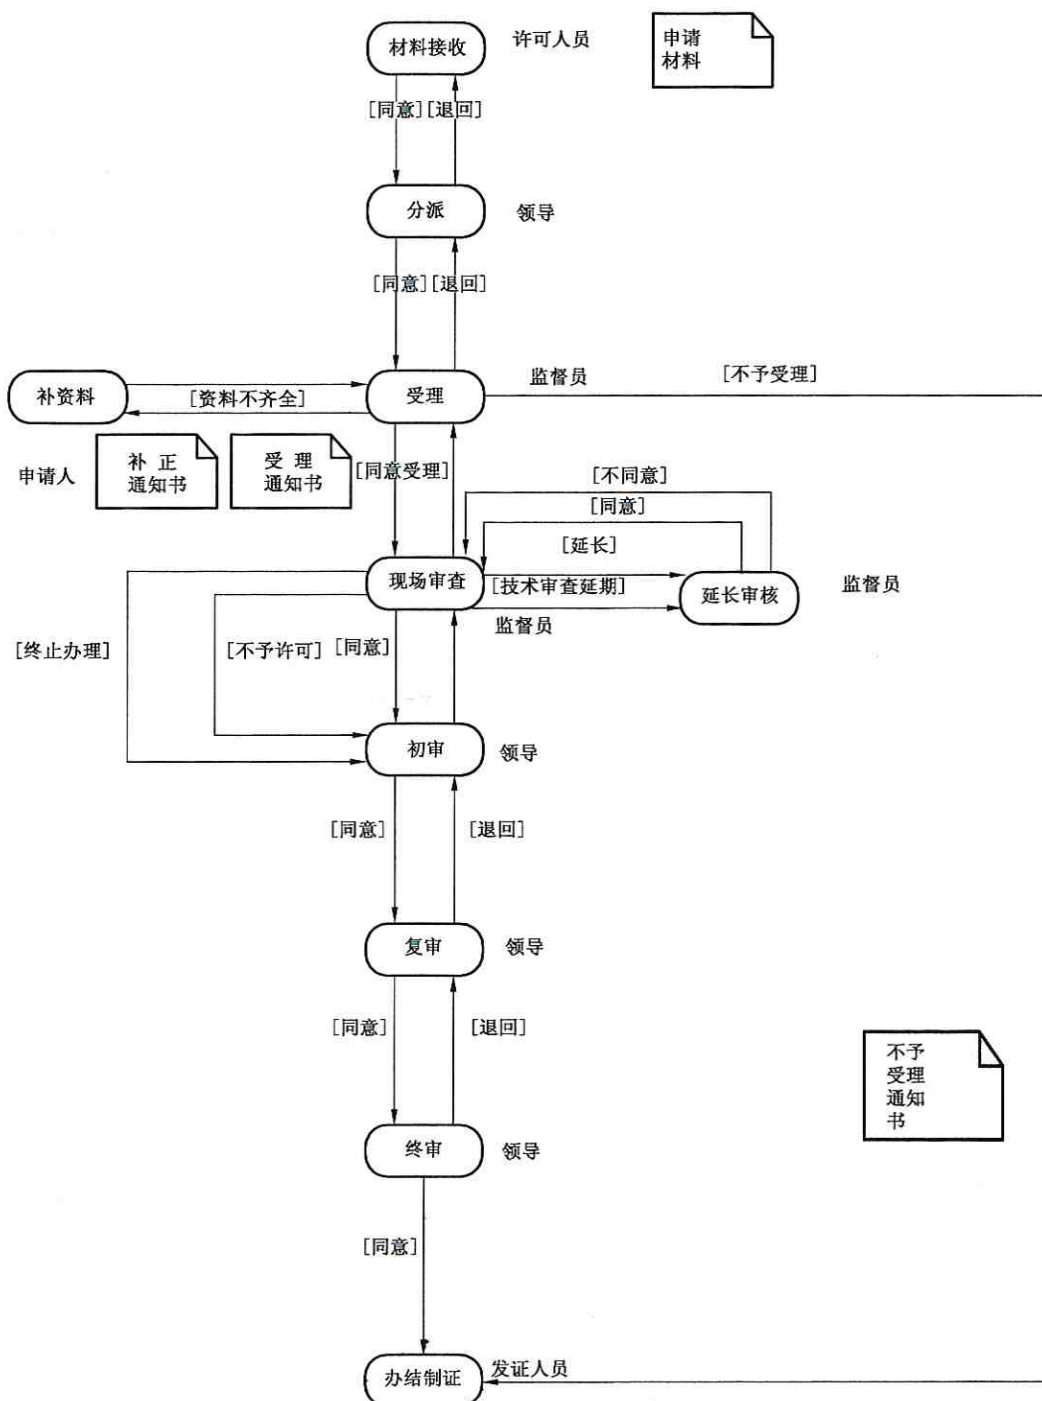 材料接收
许可人员
申请
材料
[同意]
[退回]
分派
领导
[同意]
[退回]
补资料
[资料不齐全]
受理
监督员
[不予受理]
申请人
补 正
通知书
受 理
通知书
[同意受理]
[不同意]
[同意]
[延长]
现场审查
[技术审查延期]
延长审核
监督员
监督员
[终止办理]
[不予许可]
[同意]
初审
领导
[同意]
[退回]
复审
领导
[同意]
[退回]
不予
受理
通知
书
终审
领导
[同意]
办结制证
发证人员